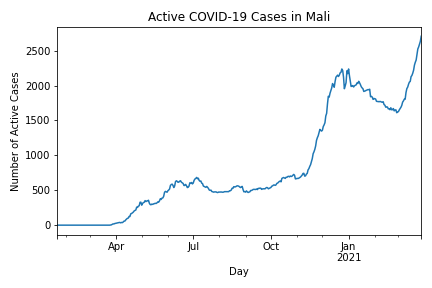 Active COVID-19 Cases in Mali
Number of Active Cases
2500
2000
1500
1000
500
0
Apr
Jul
Oct
Jan
2021
Day